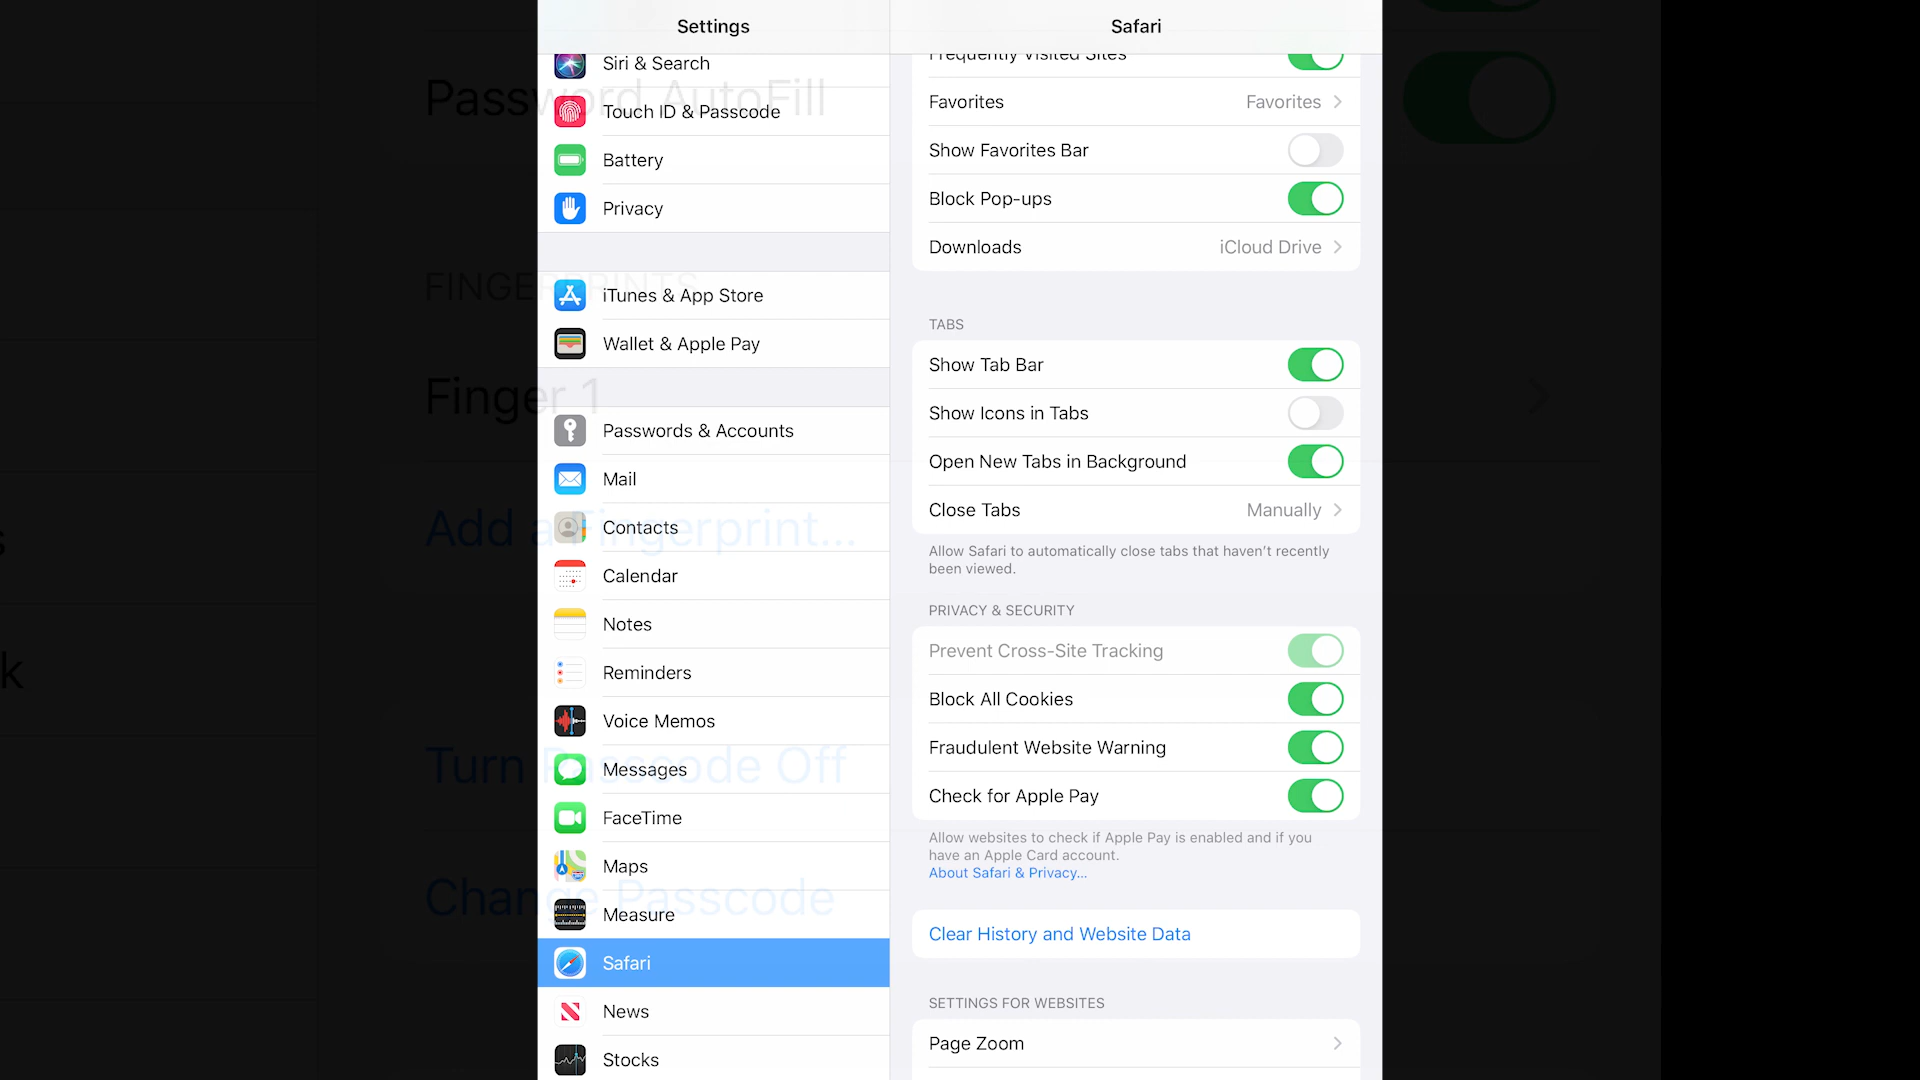 Settings
Siri & Search
Touch ID & Passcode
Battery
Privacy
iTunes & App Store
Wallet & Apple Pay
Passwords & Accounts
Mail
Contacts
Calendar
Notes
Reminders
Voice Memos
Messages
FaceTime
Maps
Measure
Safari
News
Stocks
Safari
Frequently Visited Sites
Favorites Favorites
Show Favorites Bar
Block Pop-ups
Downloads iCloud Drive
TABS
Show Tab Bar
Show Icons in Tabs
Open New Tabs in Background
Close Tabs Manually
Allow Safari to automatically close tabs that haven't recently
been viewed.
PRIVACY & SECURITY
Prevent Cross-Site Tracking
Block All Cookies
Fraudulent Website Warning
Check for Apple Pay
Allow websites to check if Apple Pay is enabled and if you
have an Apple Card account.
About Safari & Privacy...
Clear History and Website Data
SETTINGS FOR WEBSITES
Page Zoom
Password AutoFill
FINGERPRINTS
Finger 1
Add a Fingerprint...
Turn Passcode Off
Change Passcode